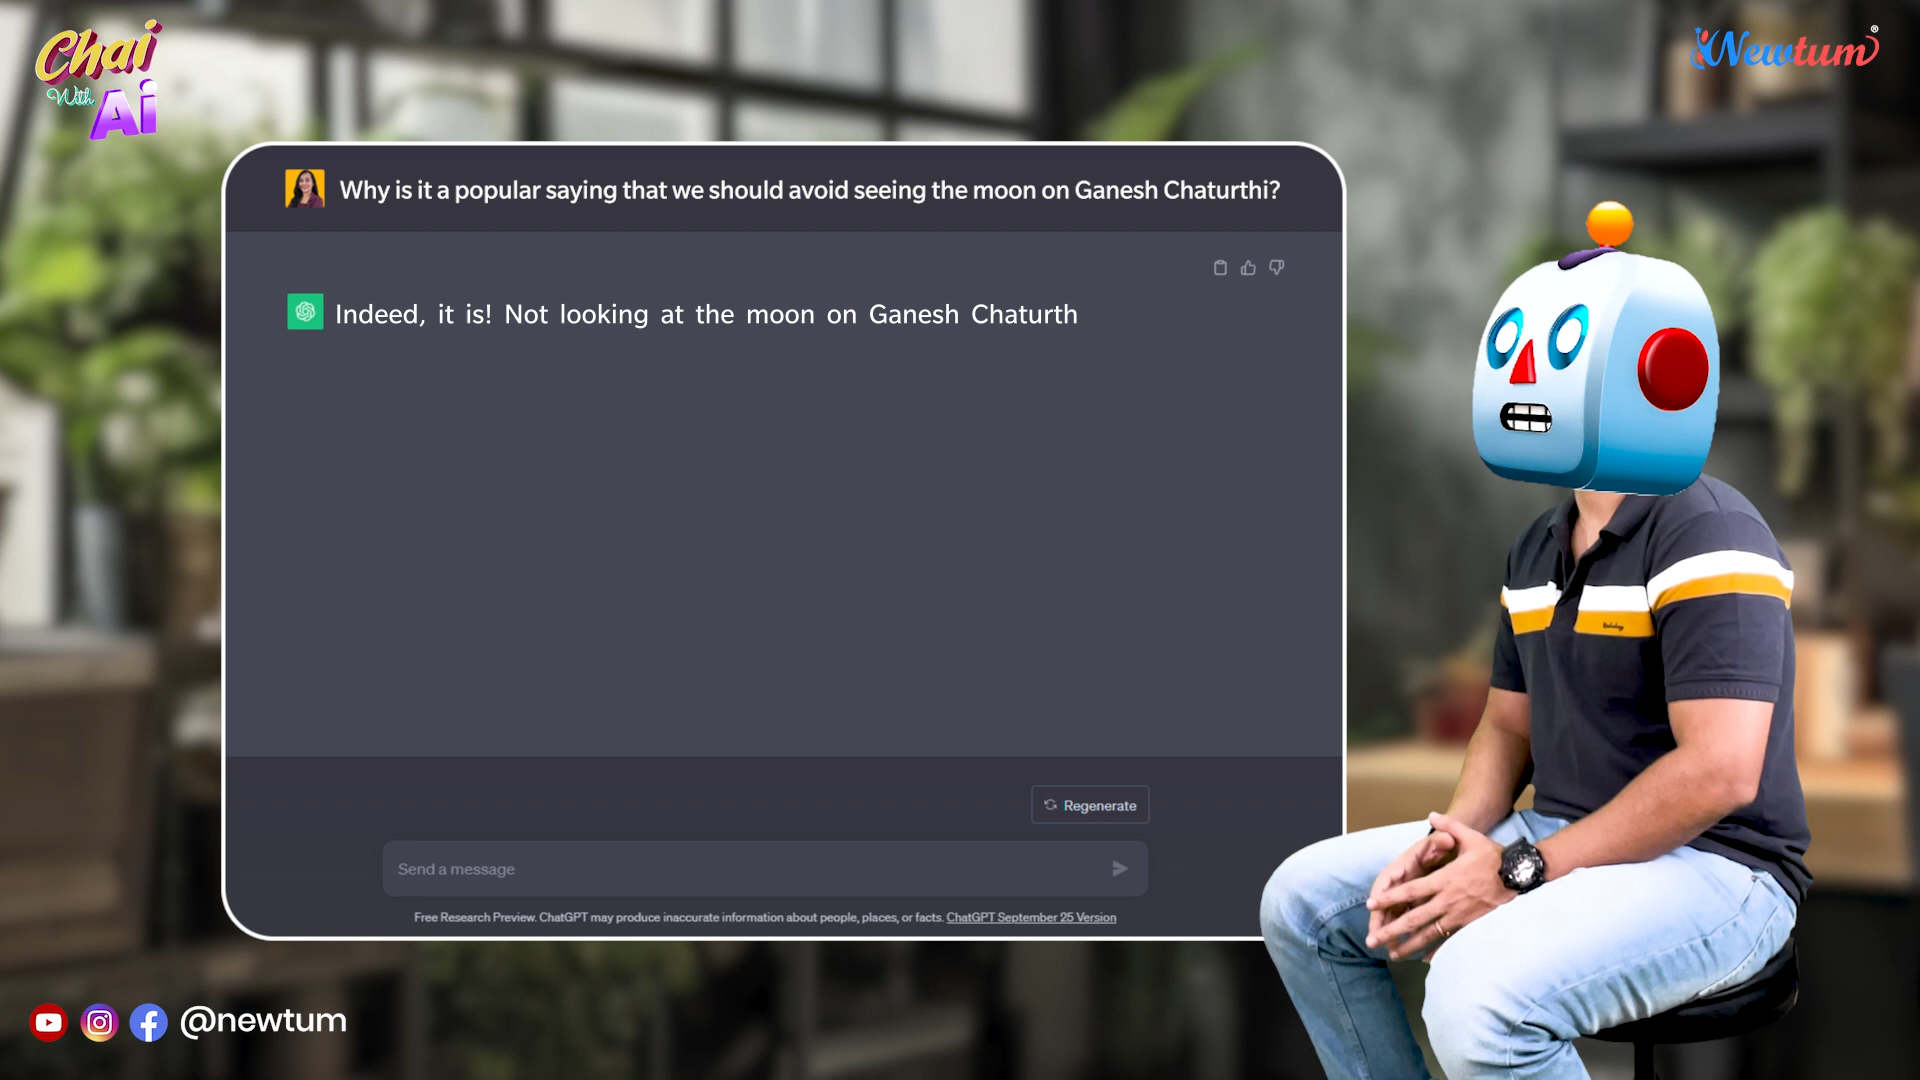 Chai
With
Ai
Newtum®
Why is it a popular saying that we should avoid seeing the moon on Ganesh Chaturthi?
Indeed, it is! Not looking at the moon on Ganesh Chaturth
Regenerate
Send a message
Free Research Preview. ChatGPT may produce inaccurate information about people, places, or facts. ChatGPT September 25 Version
@newtum